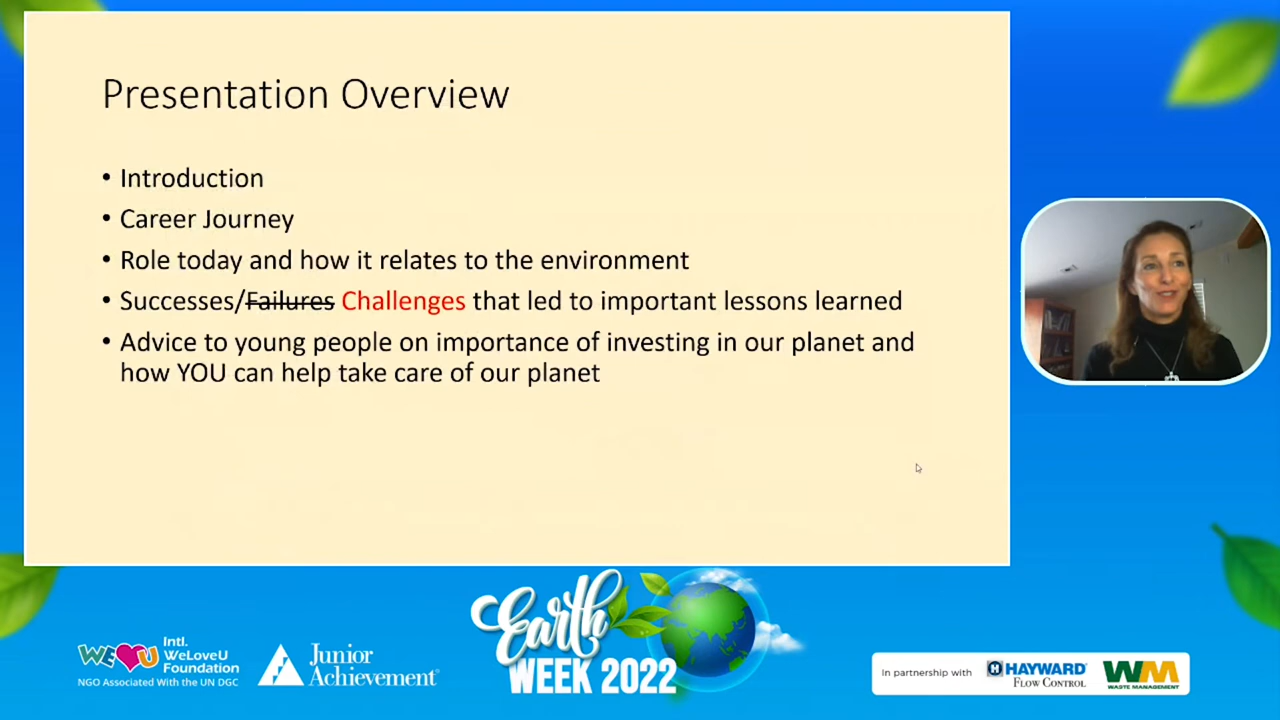 Presentation Overview
• Introduction
• Career Journey
• Role today and how it relates to the environment
• Successes/Failures Challenges that led to important lessons learned
• Advice to young people on importance of investing in our planet and
how YOU can help take care of our planet
WE U
Intl.
WeLoveU
Foundation
NGO Associated With the UN DGC
Junior
Achievement®
Earth
WEEK 2022
In partnership with
H HAYWARD
FLOW CONTROL
WM
WASTE MANAGEMENT